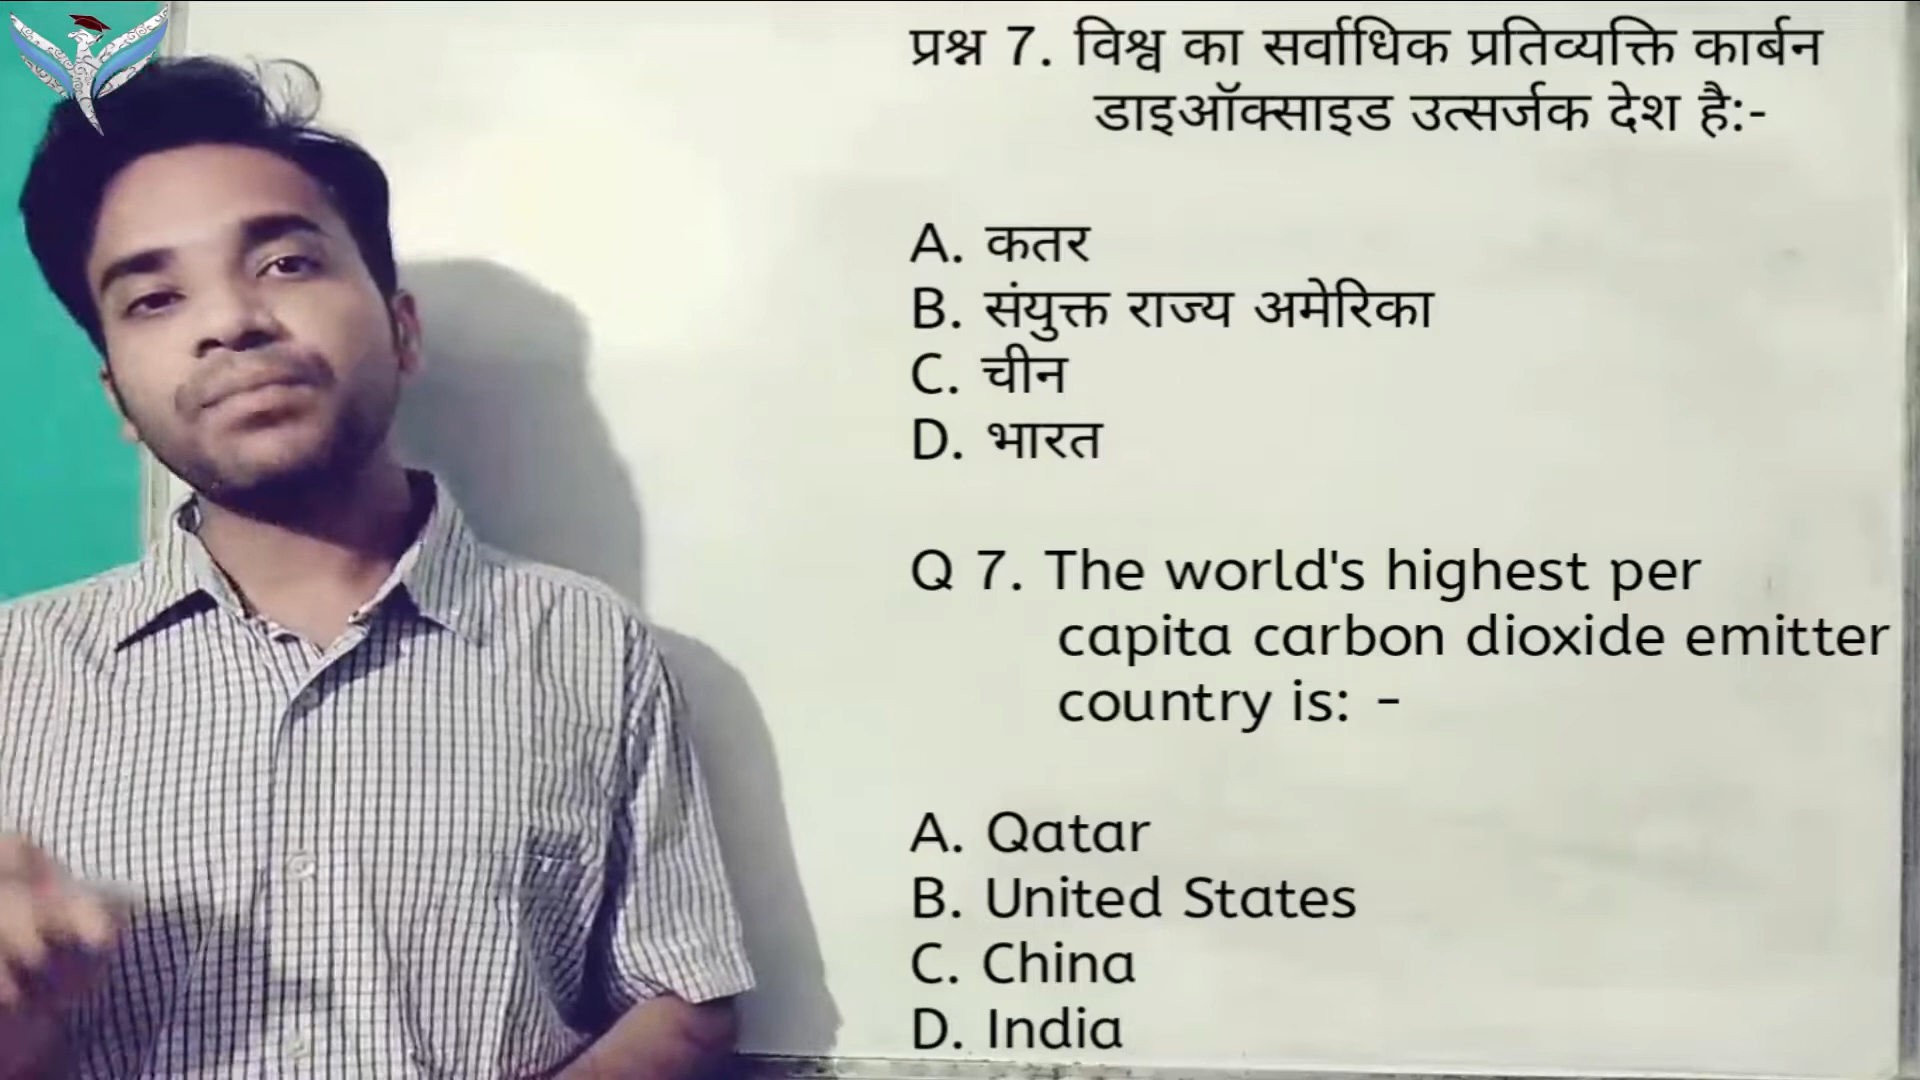 प्रश्न 7. विश्व का सर्वाधिक प्रतिव्यक्ति कार्बन
डाइऑक्साइड उत्सर्जक देश है:-
A. कतर
B. संयुक्त राज्य अमेरिका
C. चीन
D. भारत
Q 7. The world's highest per
capita carbon dioxide emitter
country is: -
A. Qatar
B. United States
C. China
D. India